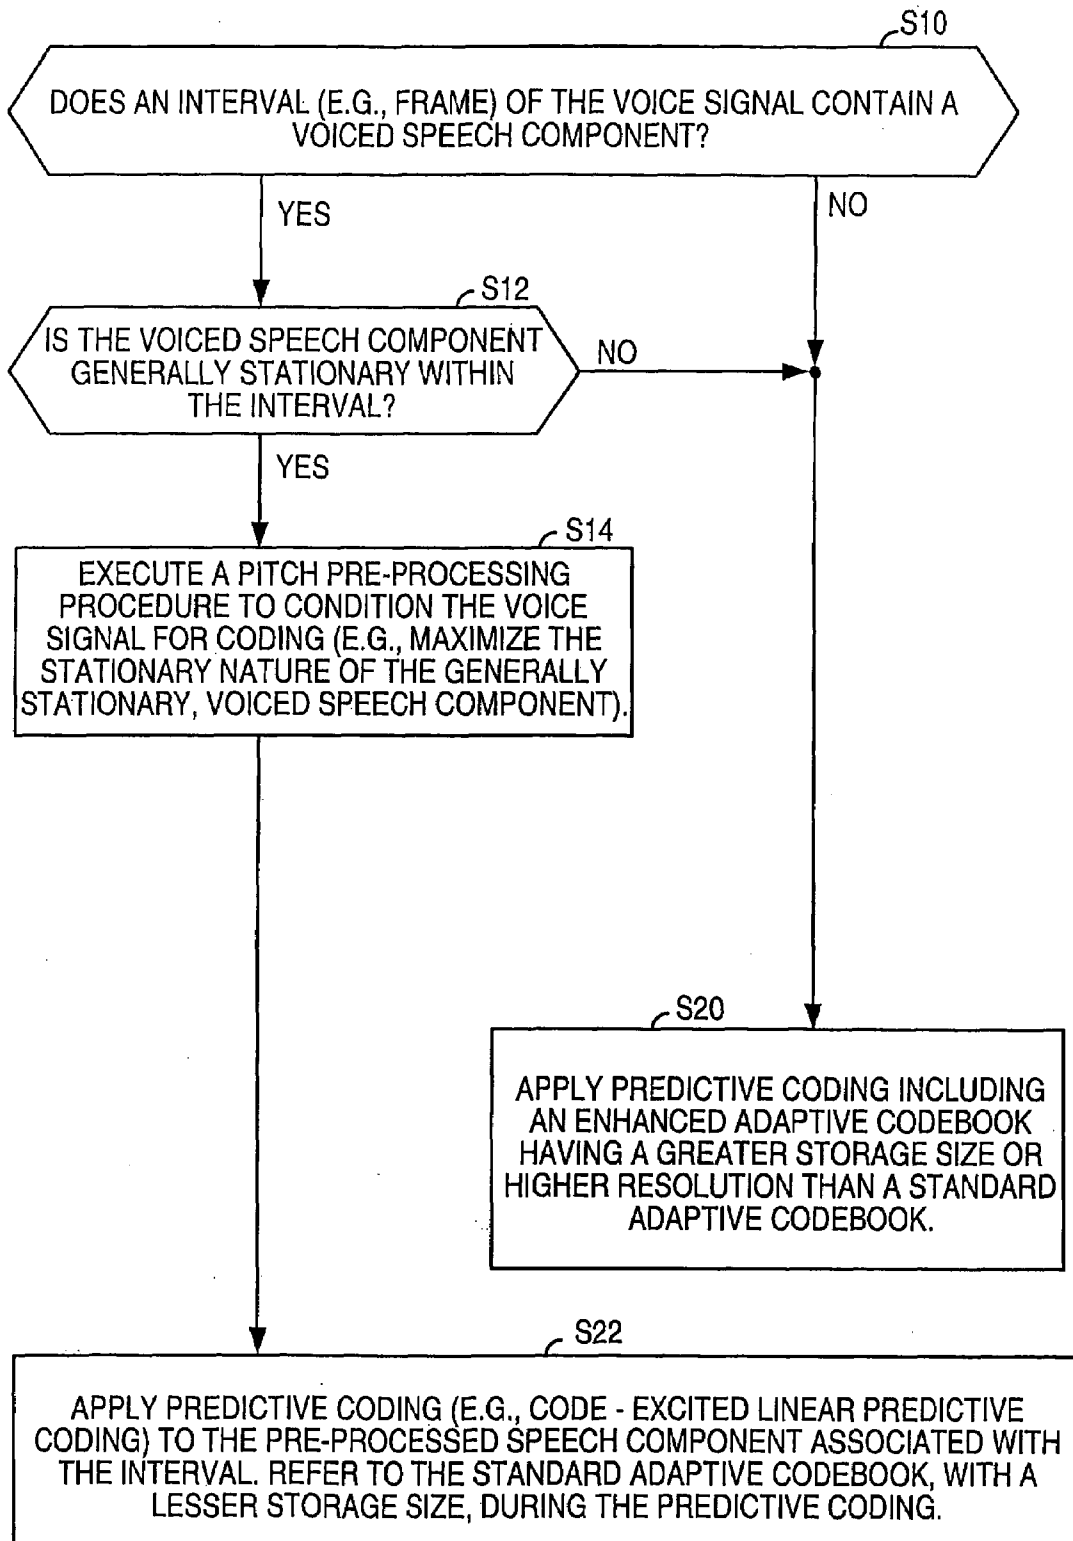 S10
DOES AN INTERVAL (E.G., FRAME) OF THE VOICE SIGNAL CONTAIN A
VOICED SPEECH COMPONENT?
YES
NO
S12
IS THE VOICED SPEECH COMPONENT
GENERALLY STATIONARY WITHIN
THE INTERVAL?
NO
YES
S14
EXECUTE A PITCH PRE-PROCESSING
PROCEDURE TO CONDITION THE VOICE
SIGNAL FOR CODING (E.G., MAXIMIZE THE
STATIONARY NATURE OF THE GENERALLY
STATIONARY, VOICED SPEECH COMPONENT).
S20
APPLY PREDICTIVE CODING INCLUDING
AN ENHANCED ADAPTIVE CODEBOOK
HAVING A GREATER STORAGE SIZE OR
HIGHER RESOLUTION THAN A STANDARD
ADAPTIVE CODEBOOK.
S22
APPLY PREDICTIVE CODING (E.G., CODE - EXCITED LINEAR PREDICTIVE
CODING) TO THE PRE-PROCESSED SPEECH COMPONENT ASSOCIATED WITH
THE INTERVAL. REFER TO THE STANDARD ADAPTIVE CODEBOOK, WITH A
LESSER STORAGE SIZE, DURING THE PREDICTIVE CODING.